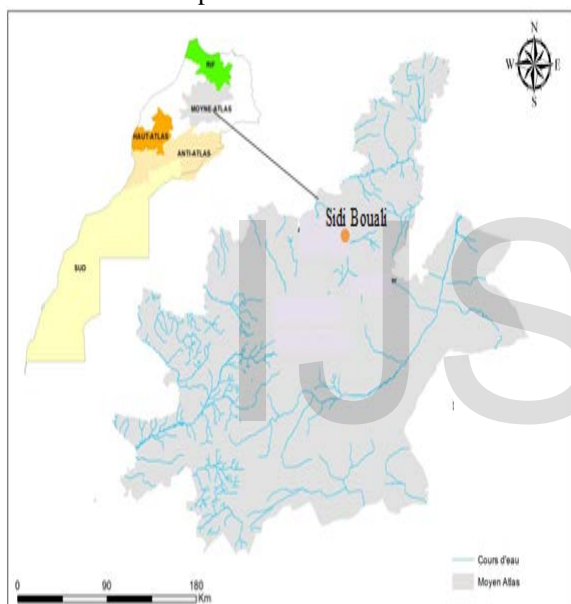 N
W E
S
RIF
MOYNE-ATLAS
HAUT-ATLAS
ANTI-ATLAS
Sidi Bouali
SUD
IJS
Cours d'eau
Moyen Atlas
0 90 180
Km